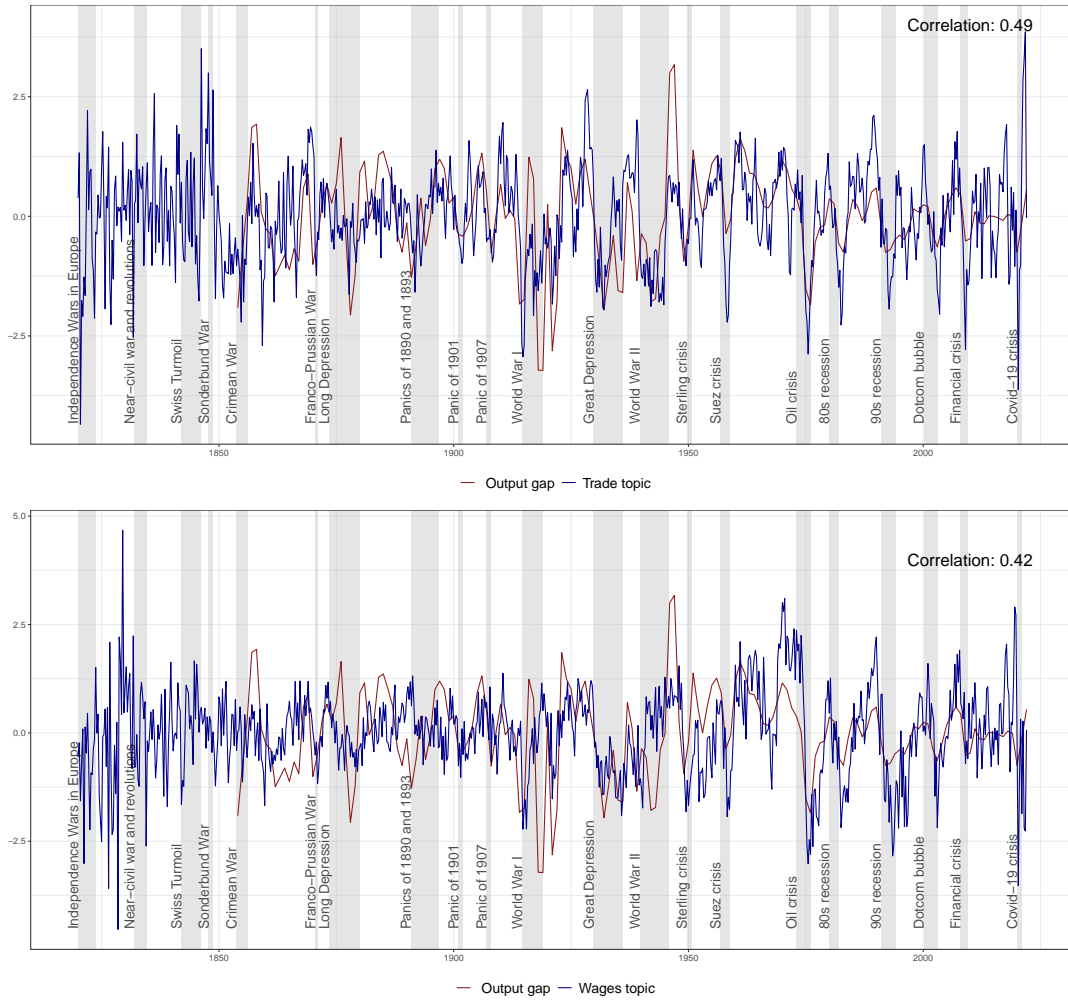 Correlation: 0.49
2.5
0.0
−2.5
Independence Wars in Europe
Near−civil war and revolutions
Swiss Turmoil
Sonderbund War
Crimean War
Franco−Prussian War
Long Depression
Panics of 1890 and 1893
Panic of 1901
Panic of 1907
World War I
Great Depression
World War II
Sterling crisis
Suez crisis
Oil crisis
80s recession
90s recession
Dotcom bubble
Financial crisis
Covid−19 crisis
1850 1900 1950 2000
Output gap Trade topic
5.0
Correlation: 0.42
2.5
0.0
−2.5
Independence Wars in Europe
Near−civil war and revolutions
Swiss Turmoil
Sonderbund War
Crimean War
Franco−Prussian War
Long Depression
Panics of 1890 and 1893
Panic of 1901
Panic of 1907
World War I
Great Depression
World War II
Sterling crisis
Suez crisis
Oil crisis
80s recession
90s recession
Dotcom bubble
Financial crisis
Covid−19 crisis
1850 1900 1950 2000
Output gap Wages topic